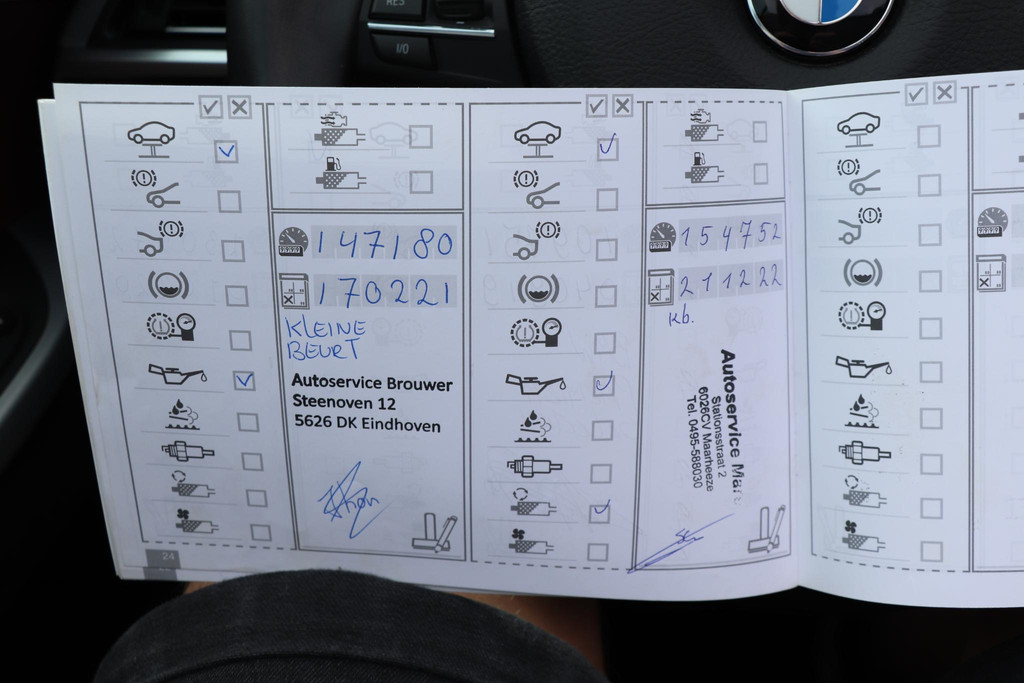 RES
I/O
147180
170221
KLEINE
BEURT
Autoservice Brouwer
Steenoven 12
5626 DK Eindhoven
24
154752
211222
kb.
Autoservice
Stationsstraat 2
6026CV Maarheeze
Tel. 0495-588030